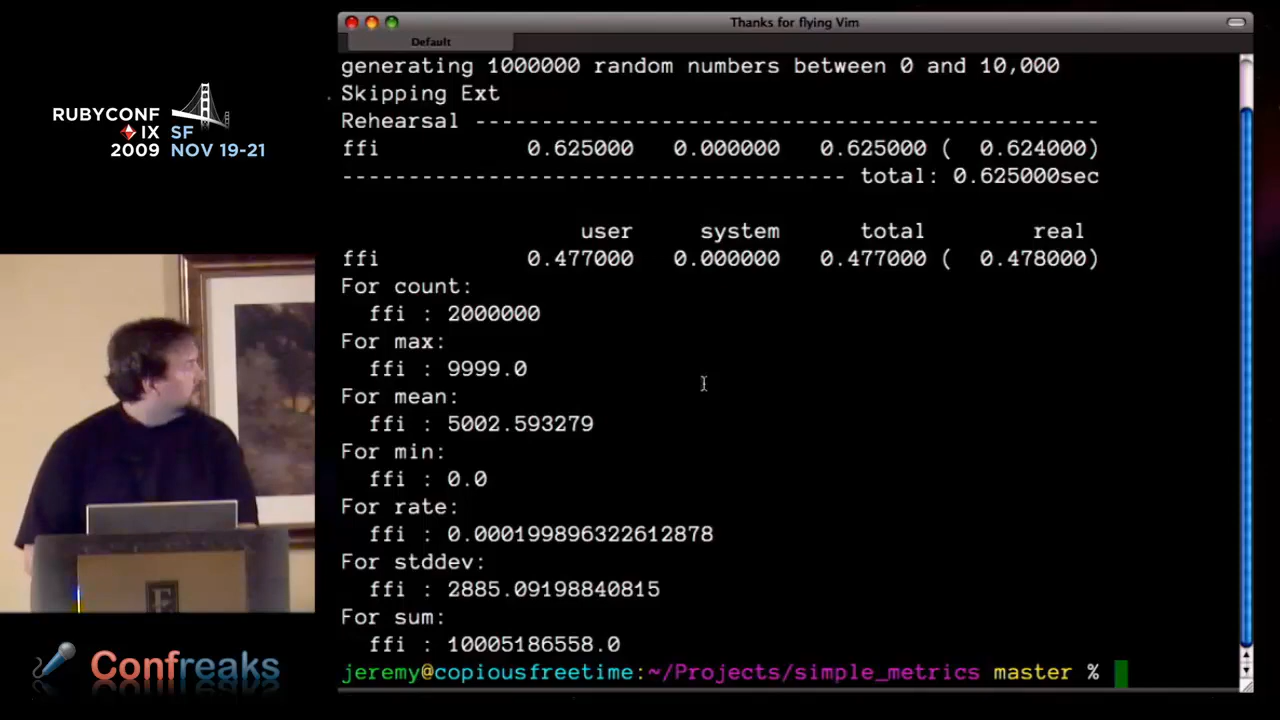 RUBYCONF
IX SF
2009 NOV 19-21
Confreaks
Thanks for flying Vim
Default
generating 1000000 random numbers between 0 and 10,000
Skipping Ext
Rehearsal -----------------------------------------------
ffi 0.625000 0.000000 0.625000 ( 0.624000)
-------------------------------------- total: 0.625000sec
user system total real
ffi 0.477000 0.000000 0.477000 ( 0.478000)
For count:
ffi : 2000000
For max:
ffi : 9999.0
For mean:
ffi : 5002.593279
For min:
ffi : 0.0
For rate:
ffi : 0.000199896322612878
For stddev:
ffi : 2885.09198840815
For sum:
ffi : 10005186558.0
jeremy@copiousfreetime:~/Projects/simple_metrics master %